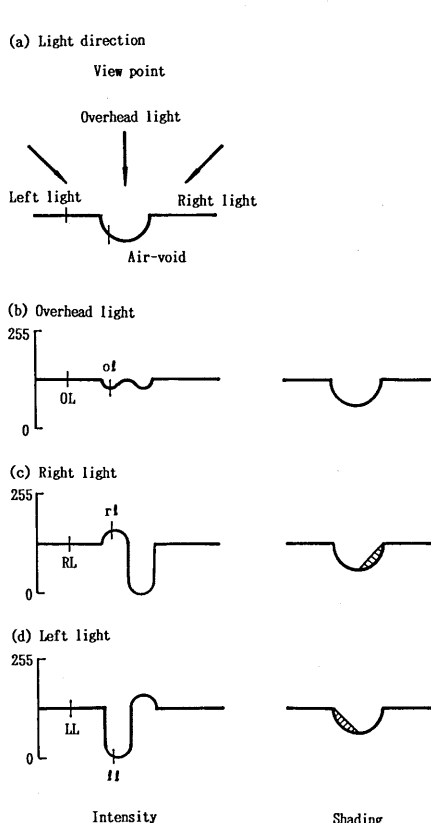 (a) Light direction
View point
Overhead light
Left light
Right light
Air-void
(b) Overhead light
255
oℓ
OL
0
(c) Right light
255
rℓ
RL
0
(d) Left light
255
LL
0
ℓℓ
Intensity
Shading